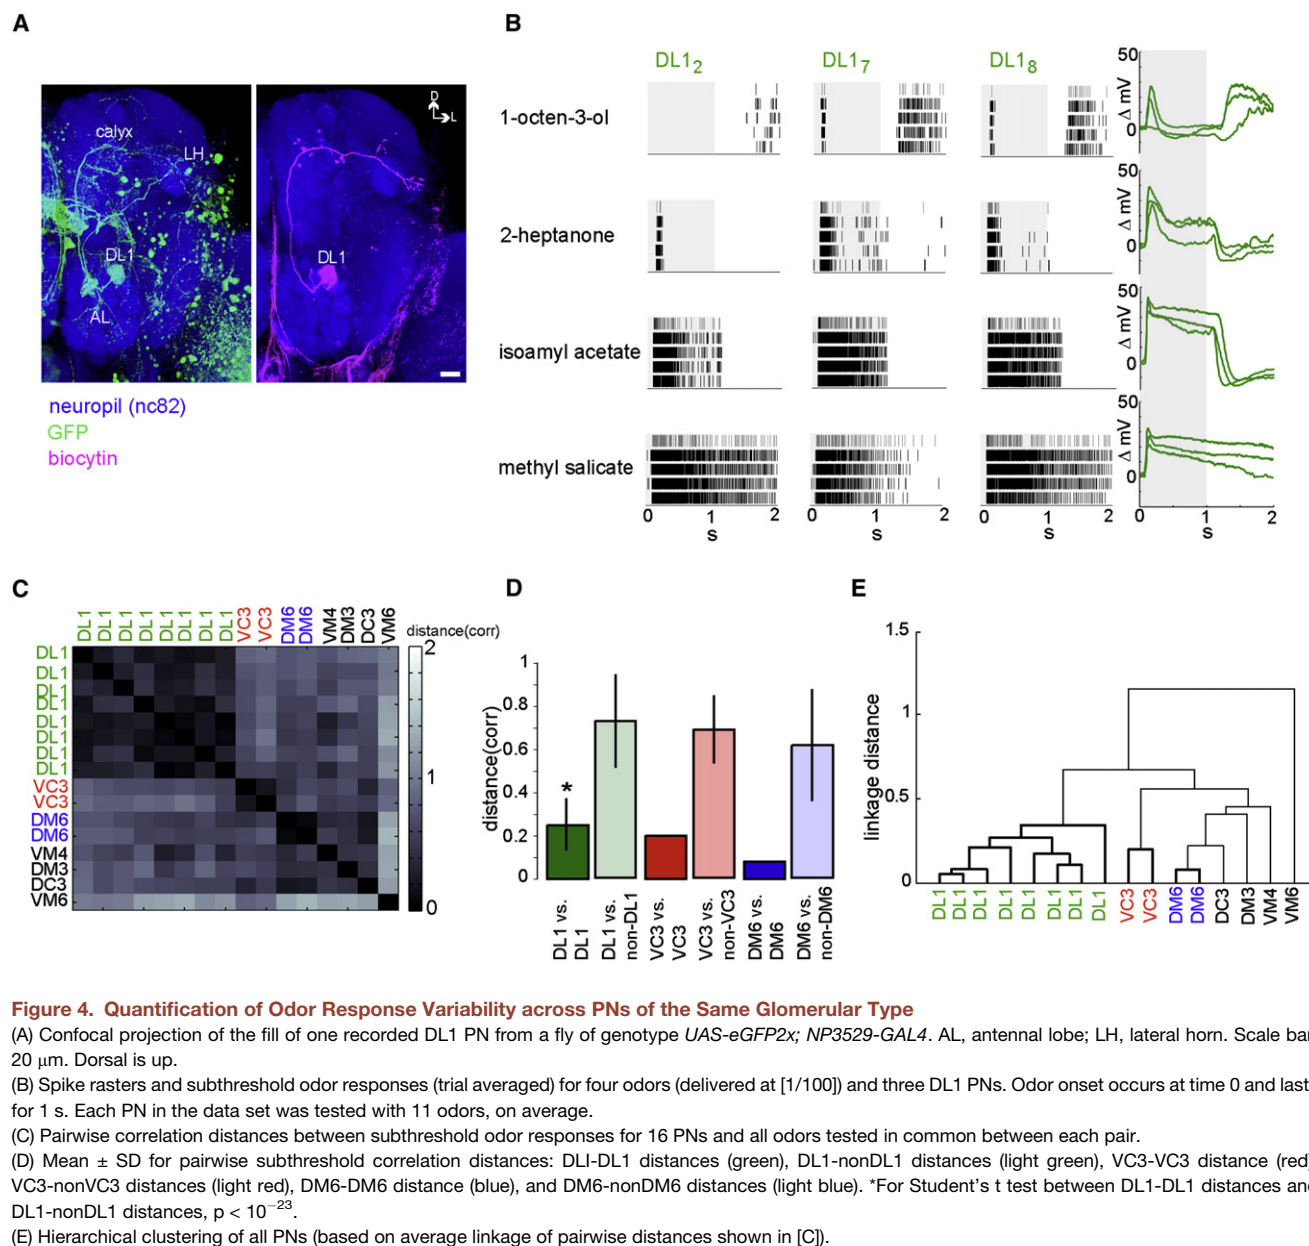 A
calyx
LH
DL1
AL
D
L
DL1
neuropil (nc82)
GFP
biocytin
B
DL1₂
DL1₇
DL1₈
1-octen-3-ol
2-heptanone
isoamyl acetate
methyl salicate
50
Δ mV
0
50
Δ mV
0
50
Δ mV
0
50
Δ mV
0
0 1 2
s
0 1 2
s
0 1 2
s
0 1 2
C
DL1 DL1 DL1 DL1 DL1 DL1 DL1 DL1 VC3 VC3 DM6 DM6 VM4 DM3 DC3 VM6
distance(corr)
2
1
0
DL1
DL1
DL1
DL1
DL1
DL1
DL1
DL1
VC3
VC3
DM6
DM6
VM4
DM3
DC3
VM6
D
distance(corr)
1
0.8
0.6
0.4
0.2
0
*
DL1 vs.
DL1
DL1 vs.
non-DL1
VC3 vs.
VC3
VC3 vs.
non-VC3
DM6 vs.
DM6
DM6 vs.
non-DM6
E
linkage distance
1.5
1
0.5
0
DL1 DL1 DL1 DL1 DL1 DL1 DL1 DL1 VC3 VC3 DM6 DM6 DC3 DM3 VM4 VM6
Figure 4. Quantification of Odor Response Variability across PNs of the Same Glomerular Type
(A) Confocal projection of the fill of one recorded DL1 PN from a fly of genotype UAS-eGFP2x; NP3529-GAL4. AL, antennal lobe; LH, lateral horn. Scale bar
20 μm. Dorsal is up.
(B) Spike rasters and subthreshold odor responses (trial averaged) for four odors (delivered at [1/100]) and three DL1 PNs. Odor onset occurs at time 0 and last
for 1 s. Each PN in the data set was tested with 11 odors, on average.
(C) Pairwise correlation distances between subthreshold odor responses for 16 PNs and all odors tested in common between each pair.
(D) Mean ± SD for pairwise subthreshold correlation distances: DLI-DL1 distances (green), DL1-nonDL1 distances (light green), VC3-VC3 distance (red)
VC3-nonVC3 distances (light red), DM6-DM6 distance (blue), and DM6-nonDM6 distances (light blue). *For Student's t test between DL1-DL1 distances and
DL1-nonDL1 distances, p < 10⁻²³.
(E) Hierarchical clustering of all PNs (based on average linkage of pairwise distances shown in [C]).